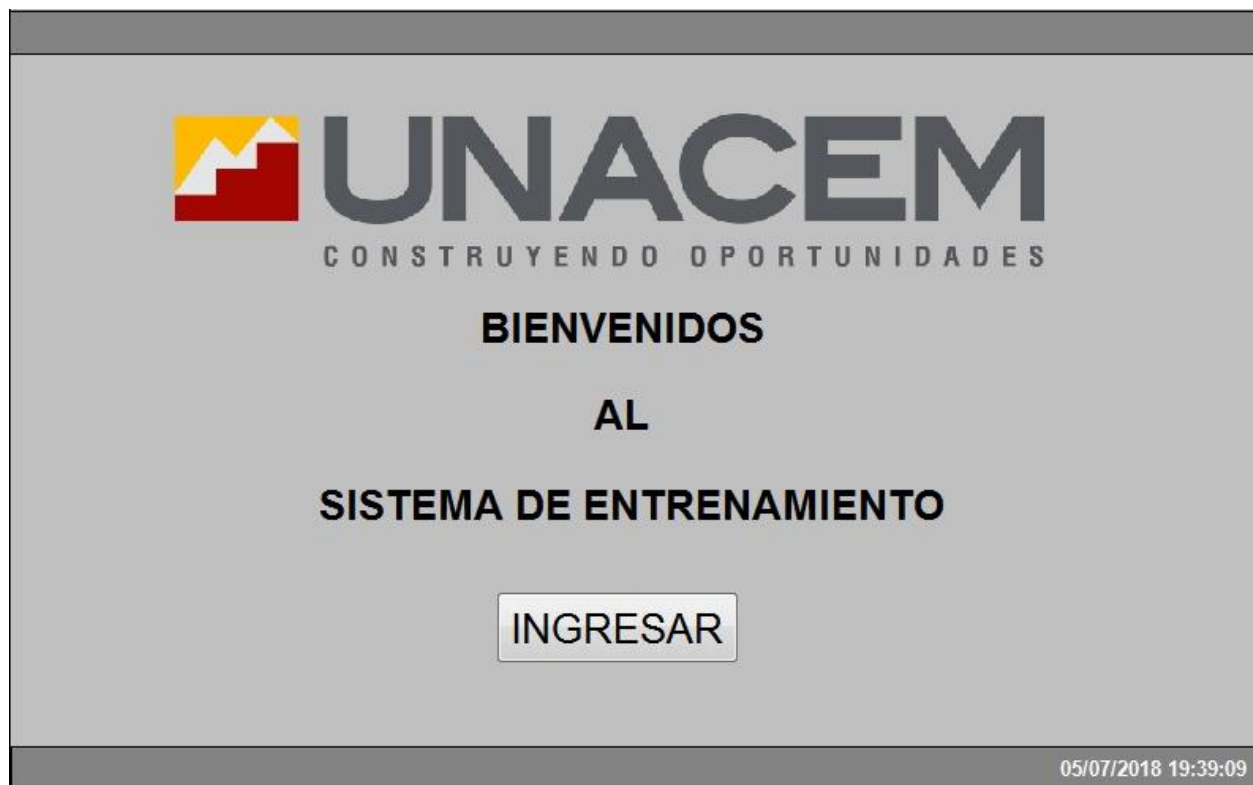 UNACEM
CONSTRUYENDO OPORTUNIDADES
BIENVENIDOS
AL
SISTEMA DE ENTRENAMIENTO
INGRESAR
05/07/2018 19:39:09